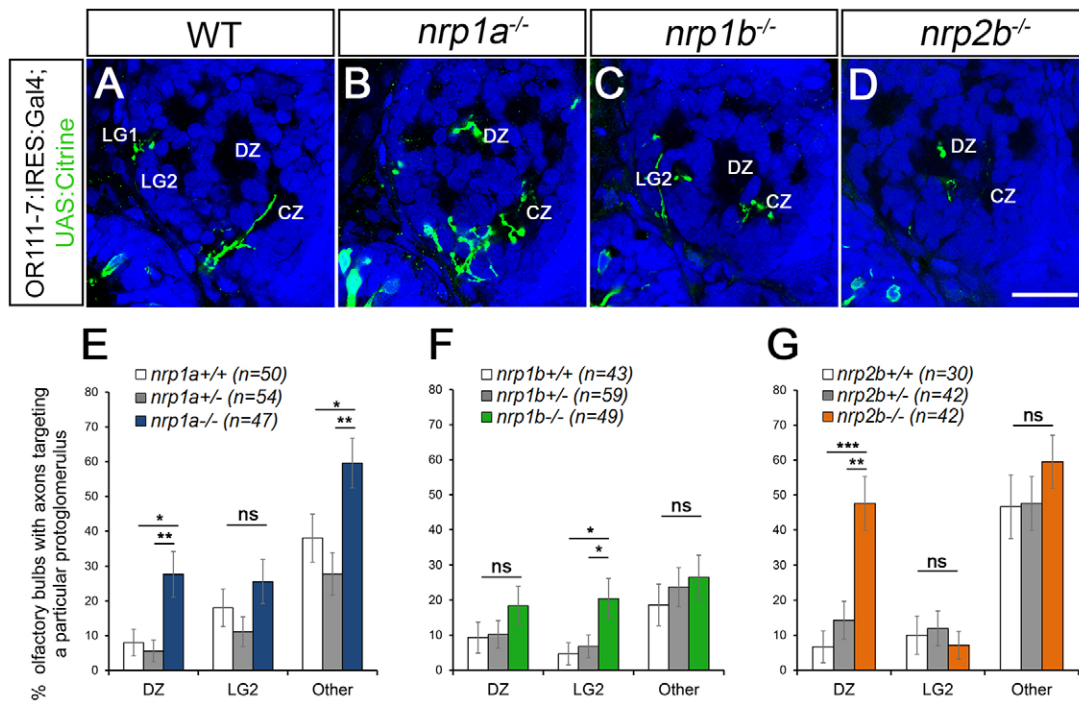 WT
nrp1a-/-
nrp1b-/-
nrp2b-/-
OR111-7:IRES:Gal4;
UAS:Citrine
A
LG1
LG2
DZ
CZ
B
DZ
CZ
C
LG2
DZ
CZ
D
DZ
CZ
E
nrp1a+/+ (n=50)
nrp1a+/- (n=54)
nrp1a-/- (n=47)
% olfactory bulbs with axons targeting
a particular protoglomerulus
80
70
60
50
40
30
20
10
0
*
**
ns
*
**
DZ
LG2
Other
F
nrp1b+/+ (n=43)
nrp1b+/- (n=59)
nrp1b-/- (n=49)
80
70
60
50
40
30
20
10
0
ns
*
*
ns
DZ
LG2
Other
G
nrp2b+/+ (n=30)
nrp2b+/- (n=42)
nrp2b-/- (n=42)
80
70
60
50
40
30
20
10
0
***
**
ns
ns
DZ
LG2
Other